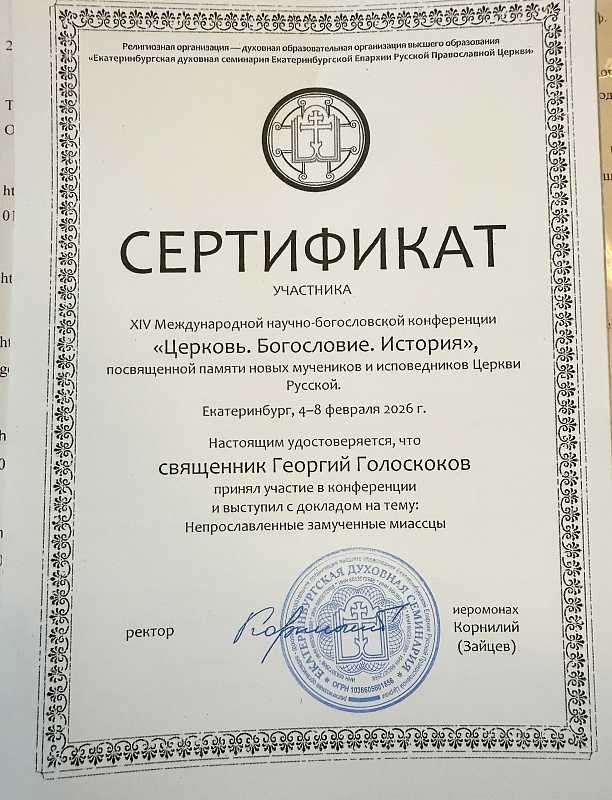 Религиозная организация — духовная образовательная организация высшего образования
«Екатеринбургская духовная семинария Екатеринбургской Епархии Русской Православной Церкви»
СЕРТИФИКАТ
УЧАСТНИКА
XIV Международной научно-богословской конференции
«Церковь. Богословие. История»,
посвященной памяти новых мучеников и исповедников Церкви
Русской.
Екатеринбург, 4–8 февраля 2026 г.
Настоящим удостоверяется, что
священник Георгий Голоскоков
принял участие в конференции
и выступил с докладом на тему:
Непрославленные замученные миассцы
ректор
иеромонах
Корнилий
(Зайцев)
ЕКАТЕРИНБУРГСКАЯ ДУХОВНАЯ СЕМИНАРИЯ